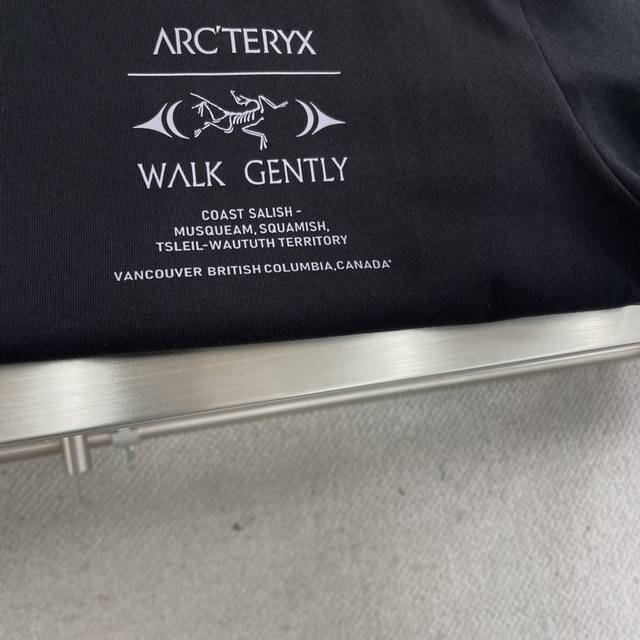 ARC'TERYX
WALK GENTLY
COAST SALISH -
MUSQUEAM, SQUAMISH,
TSLEIL-WAUTUTH TERRITORY
VANCOUVER BRITISH COLUMBIA, CANADA